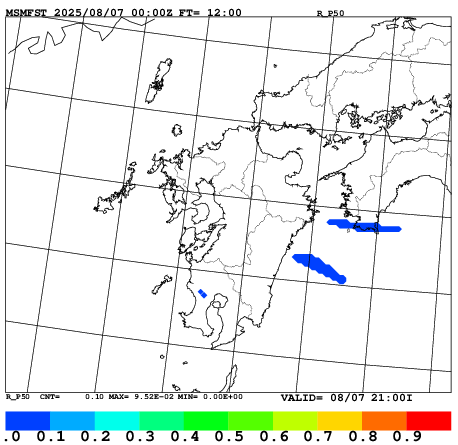 MSMFST 2025/08/07 00:00Z FT= 12:00 R_P50
R_P50 CNT= 0.10 MAX= 9.52E-02 MIN= 0.00E+00 VALID= 08/07 21:00I
.0 0.1 0.2 0.3 0.4 0.5 0.6 0.7 0.8 0.9